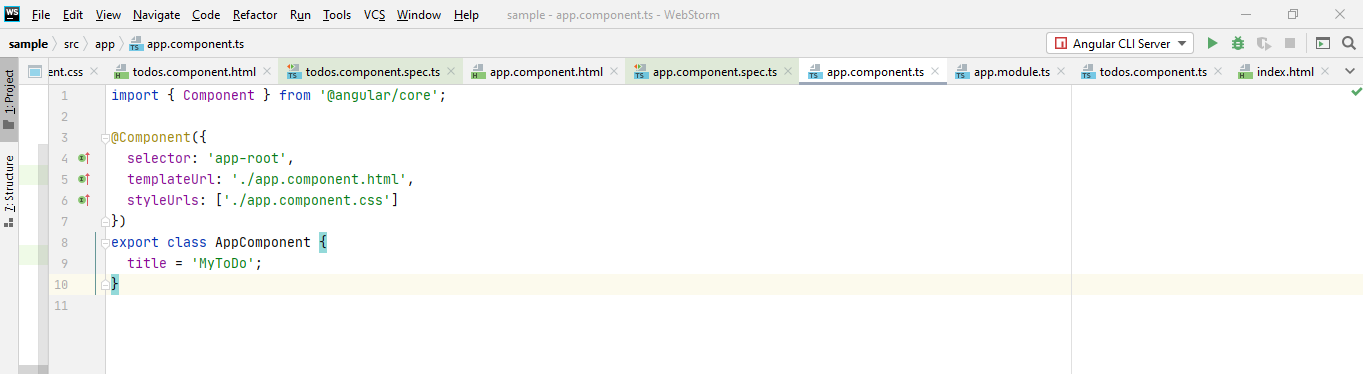 WS File Edit View Navigate Code Refactor Run Tools VCS Window Help sample - app.component.ts - WebStorm
sample src app app.component.ts Angular CLI Server
ent.css todos.component.html todos.component.spec.ts app.component.html app.component.spec.ts app.component.ts app.module.ts todos.component.ts index.html
1: Project
7: Structure
1 import { Component } from '@angular/core';
2
3 @Component({
4 selector: 'app-root',
5 templateUrl: './app.component.html',
6 styleUrls: ['./app.component.css']
7 })
8 export class AppComponent {
9 title = 'MyToDo';
10 }
11